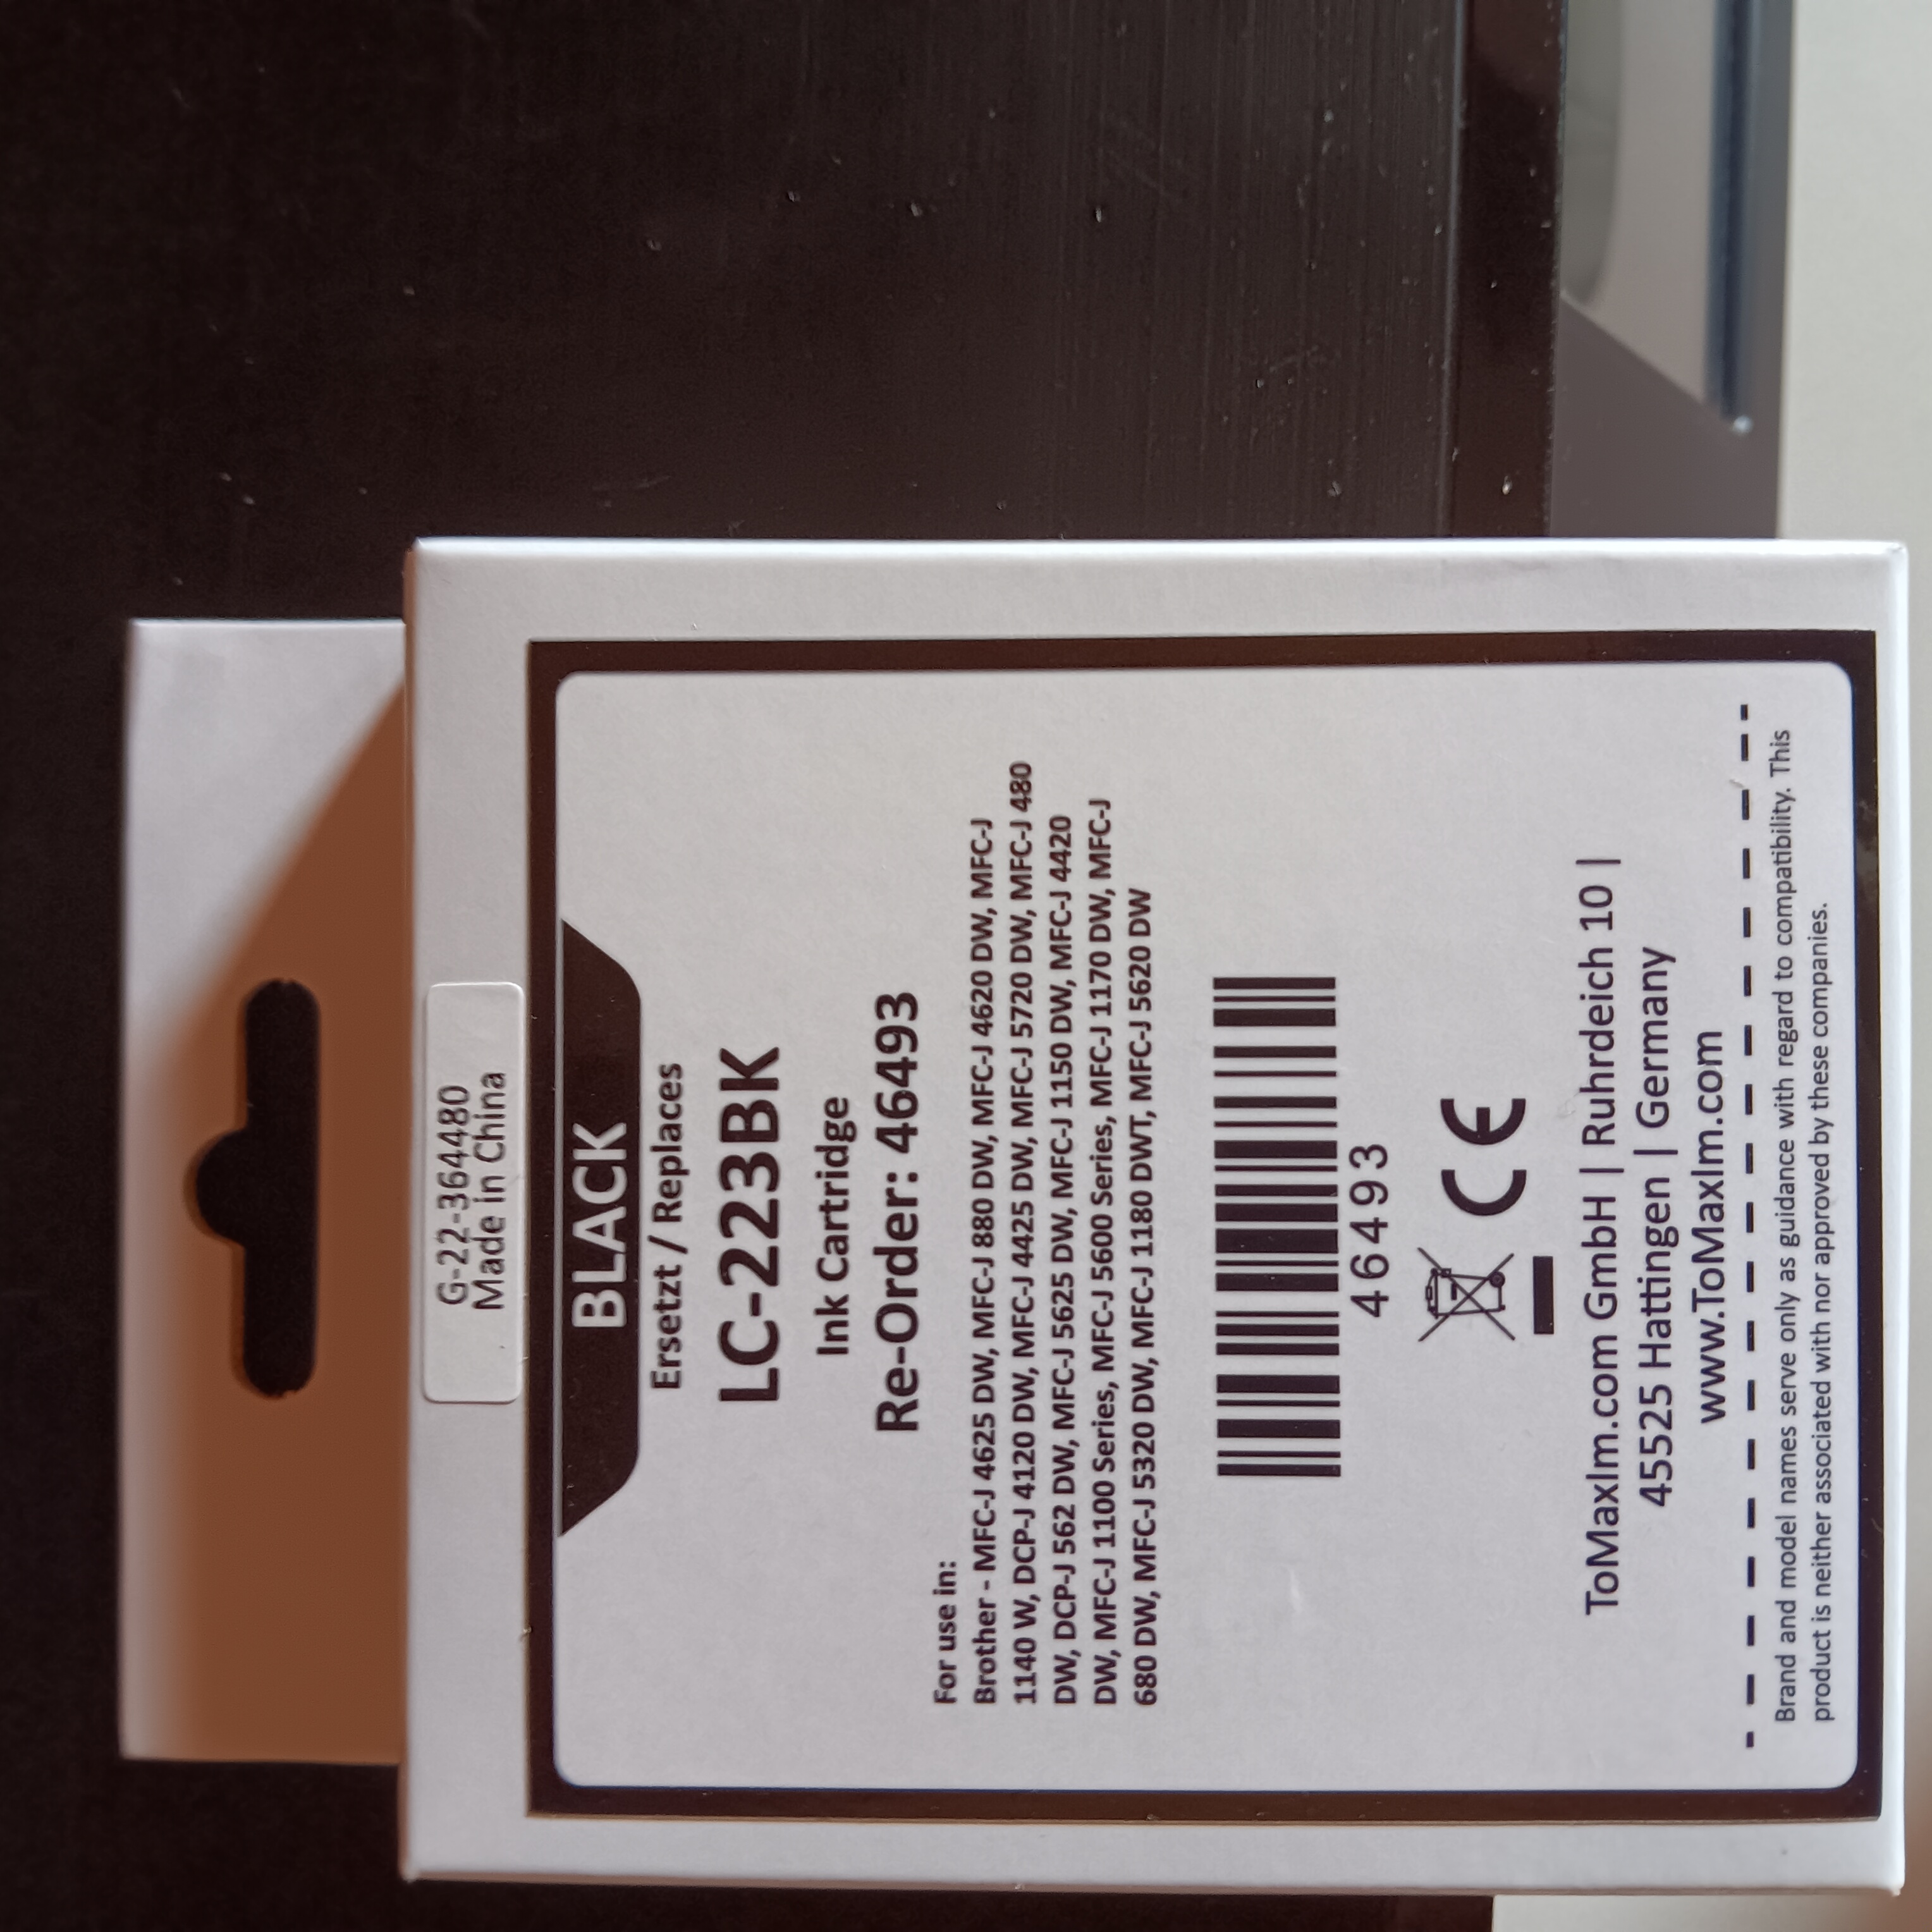 G-22-364480
Made in China
BLACK
Ersetzt / Replaces
LC-223BK
Ink Cartridge
Re-Order: 46493
For use in:
Brother - MFC-J 4625 DW, MFC-J 880 DW, MFC-J 4620 DW, MFC-J
1140 W, DCP-J 4120 DW, MFC-J 4425 DW, MFC-J 5720 DW, MFC-J 480
DW, DCP-J 562 DW, MFC-J 5625 DW, MFC-J 1150 DW, MFC-J 4420
DW, MFC-J 1100 Series, MFC-J 5600 Series, MFC-J 1170 DW, MFC-J
680 DW, MFC-J 5320 DW, MFC-J 1180 DWT, MFC-J 5620 DW
46493
CE
ToMaxIm.com GmbH | Ruhrdeich 10 |
45525 Hattingen | Germany
www.ToMaxIm.com
Brand and model names serve only as guidance with regard to compatibility. This
product is neither associated with nor approved by these companies.